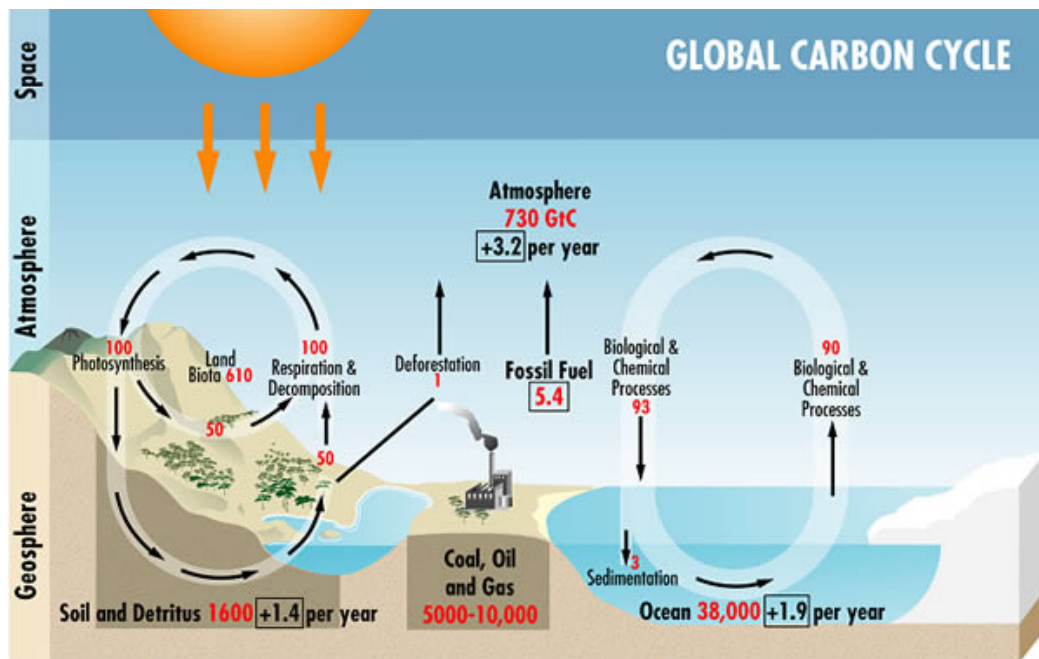 GLOBAL CARBON CYCLE
Space
Atmosphere
Geosphere
Atmosphere
730 GtC
+3.2 per year
100
Photosynthesis
Land
Biota 610
100
Respiration &
Decomposition
50
50
Deforestation
1
Fossil Fuel
5.4
Biological &
Chemical
Processes
93
90
Biological &
Chemical
Processes
3
Sedimentation
Coal, Oil
and Gas
5000-10,000
Soil and Detritus 1600 +1.4 per year
Ocean 38,000 +1.9 per year